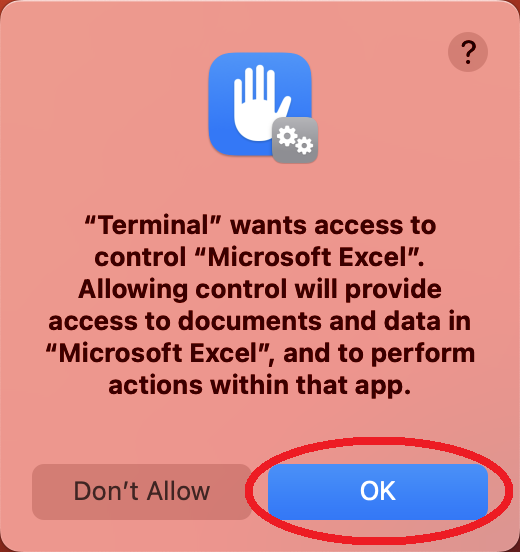 ?
“Terminal” wants access to
control “Microsoft Excel”.
Allowing control will provide
access to documents and data in
“Microsoft Excel”, and to perform
actions within that app.
Don’t Allow
OK